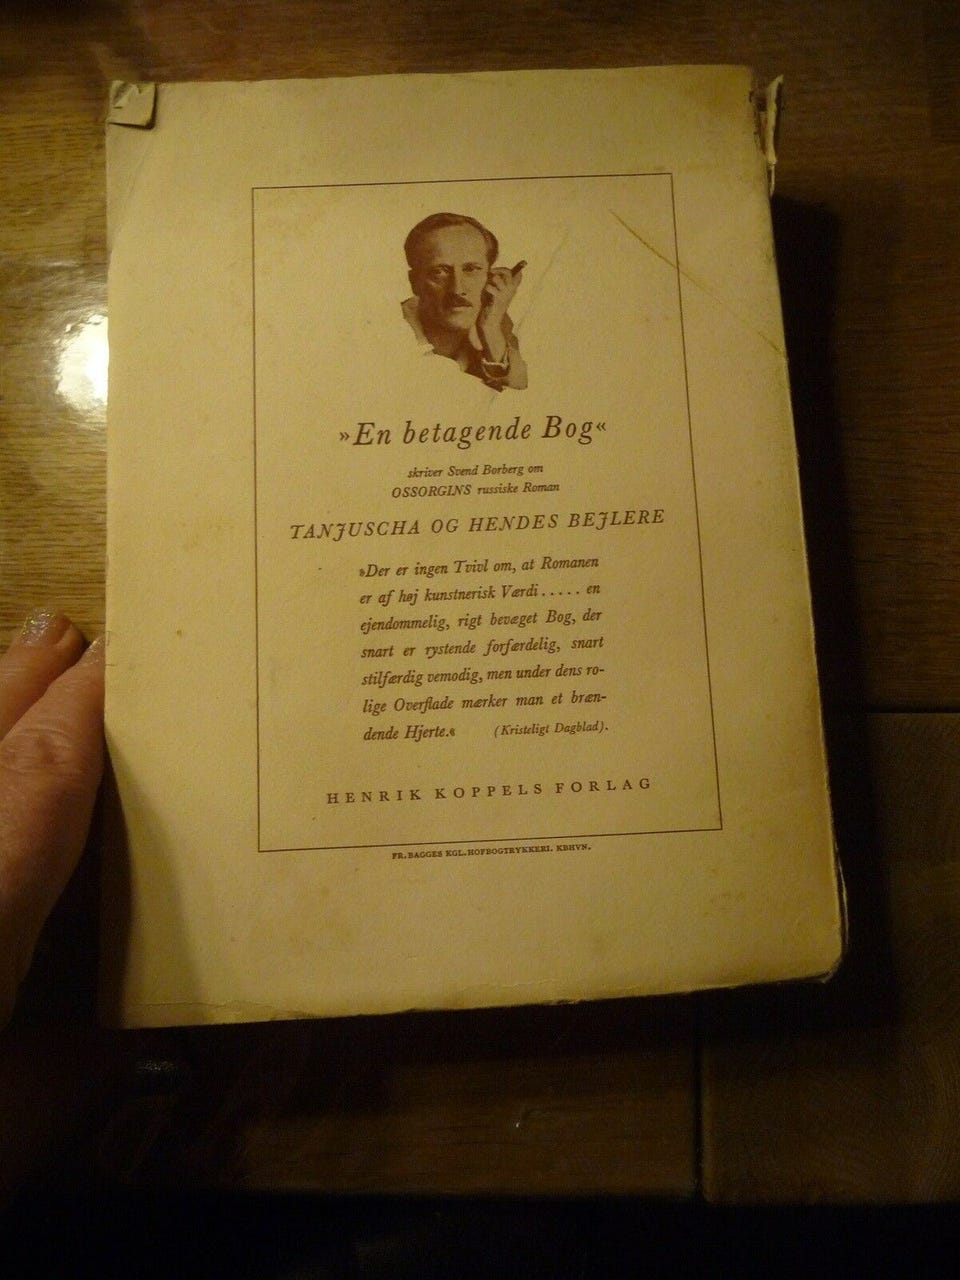 »En betagende Bog«
skriver Svend Borberg om
OSSORGINS russiske Roman
TANJUSCHA OG HENDES BEJLERE
»Der er ingen Tvivl om, at Romanen
er af høj kunstnerisk Værdi ..... en
ejendommelig, rigt bevæget Bog, der
snart er rystende forfærdelig, snart
stilfærdig vemodig, men under dens ro-
lige Overflade mærker man et bræn-
dende Hjerte.« (Kristeligt Dagblad).
HENRIK KOPPELS FORLAG
FR. BAGGES KGL. HOFBOGTRYKKERI. KBHVN.